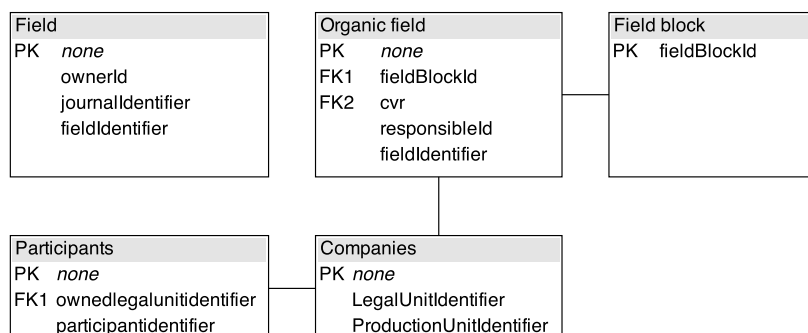 Field
PK none
ownerId
journalIdentifier
fieldIdentifier
Organic field
PK none
FK1 fieldBlockId
FK2 cvr
responsibleId
fieldIdentifier
Field block
PK fieldBlockId
Participants
PK none
FK1 ownedlegalunitidentifier
participantidentifier
Companies
PK none
LegalUnitIdentifier
ProductionUnitIdentifier